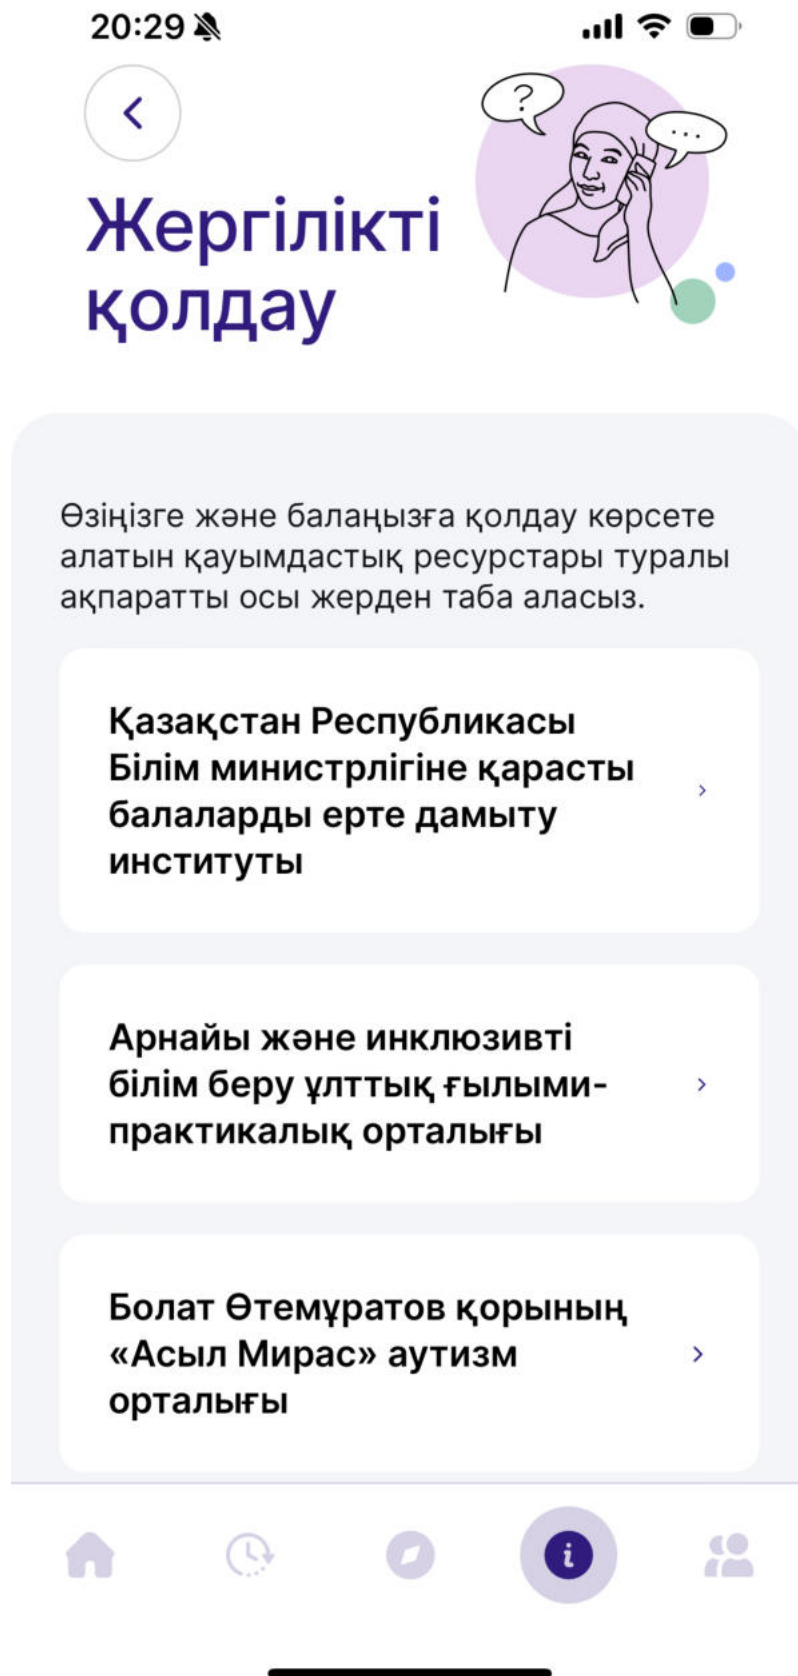 20:29
?
...
Жергілікті
қолдау
Өзіңізге және балаңызға қолдау көрсете
алатын қауымдастық ресурстары туралы
ақпаратты осы жерден таба аласыз.
Қазақстан Республикасы
Білім министрлігіне қарасты
балаларды ерте дамыту
институты
Арнайы және инклюзивті
білім беру ұлттық ғылыми-
практикалық орталығы
Болат Өтемұратов қорының
«Асыл Мирас» аутизм
орталығы
i